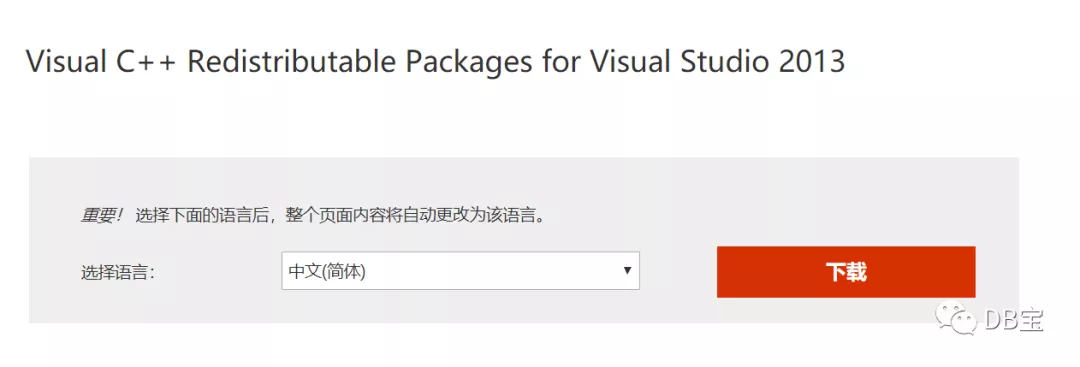 Visual C++ Redistributable Packages for Visual Studio 2013
重要！选择下面的语言后，整个页面内容将自动更改为该语言。
选择语言： 中文(简体) 下载
DB宝